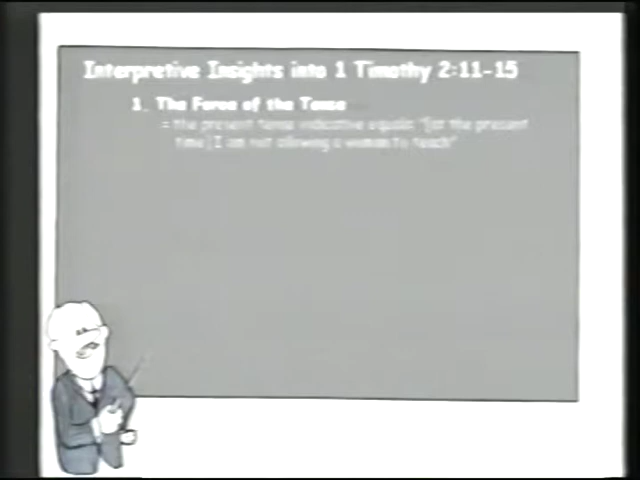 Interpretive Insights into 1 Timothy 2:11-15
1. The Force of the Tense
= the present tense indicative equals "[at the present
time] I am not allowing a woman to teach"